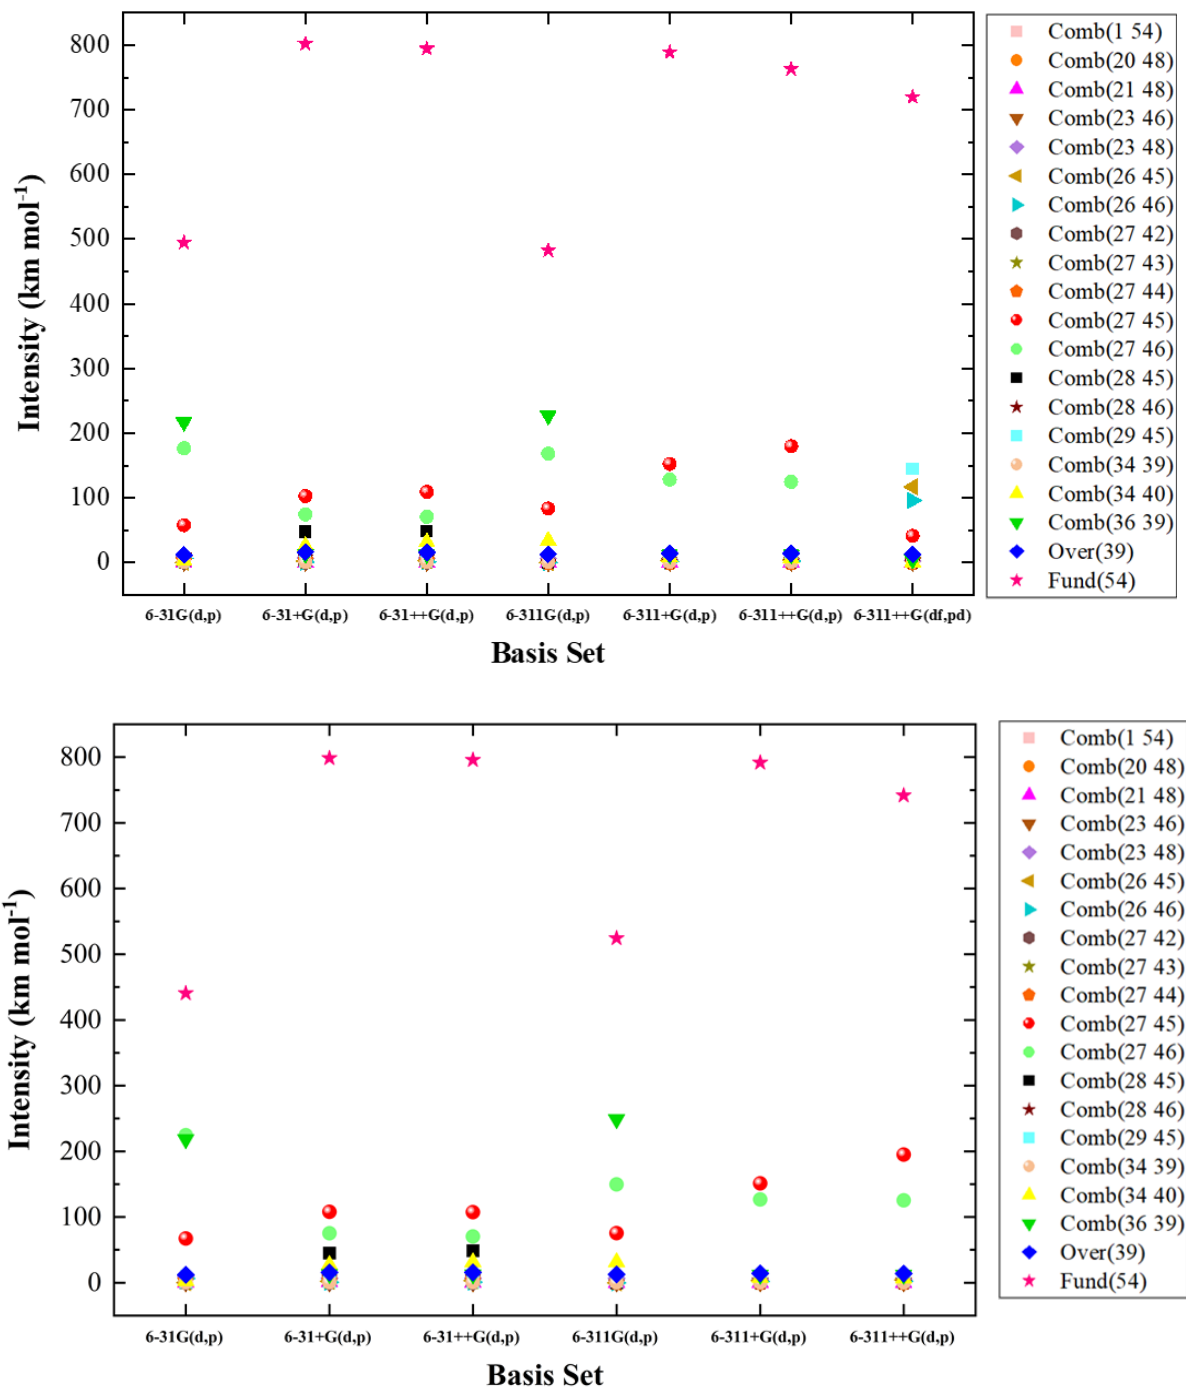 800
700
600
500
400
300
200
100
0
Intensity (km mol⁻¹)
6-31G(d,p)
6-31+G(d,p)
6-31++G(d,p)
6-311G(d,p)
6-311+G(d,p)
6-311++G(d,p)
6-311++G(df,pd)
Basis Set
Comb(1 54)
Comb(20 48)
Comb(21 48)
Comb(23 46)
Comb(23 48)
Comb(26 45)
Comb(26 46)
Comb(27 42)
Comb(27 43)
Comb(27 44)
Comb(27 45)
Comb(27 46)
Comb(28 45)
Comb(28 46)
Comb(29 45)
Comb(34 39)
Comb(34 40)
Comb(36 39)
Over(39)
Fund(54)
800
700
600
500
400
300
200
100
0
Intensity (km mol⁻¹)
6-31G(d,p)
6-31+G(d,p)
6-31++G(d,p)
6-311G(d,p)
6-311+G(d,p)
6-311++G(d,p)
Basis Set
Comb(1 54)
Comb(20 48)
Comb(21 48)
Comb(23 46)
Comb(23 48)
Comb(26 45)
Comb(26 46)
Comb(27 42)
Comb(27 43)
Comb(27 44)
Comb(27 45)
Comb(27 46)
Comb(28 45)
Comb(28 46)
Comb(29 45)
Comb(34 39)
Comb(34 40)
Comb(36 39)
Over(39)
Fund(54)